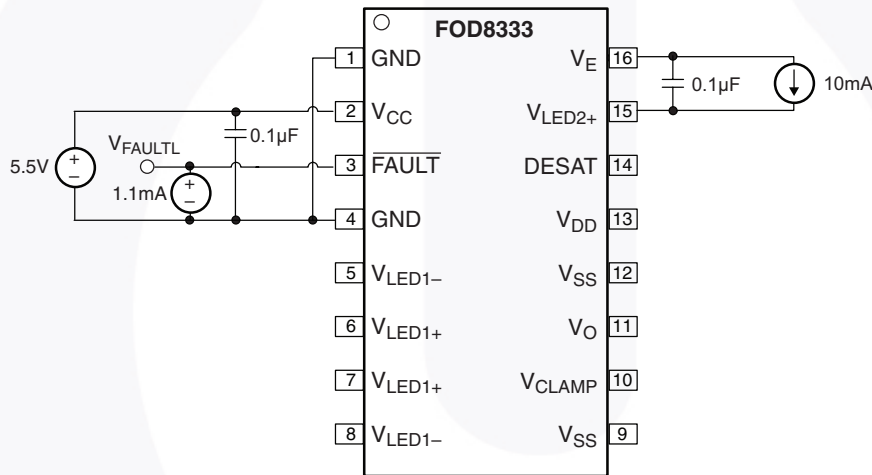 FOD8333
1 GND
2 VCC
3 FAULT
4 GND
5 VLED1–
6 VLED1+
7 VLED1+
8 VLED1–
VE 16
VLED2+ 15
DESAT 14
VDD 13
VSS 12
VO 11
VCLAMP 10
VSS 9
5.5V
+
–
VFAULTL
0.1µF
1.1mA
+
–
0.1µF
10mA